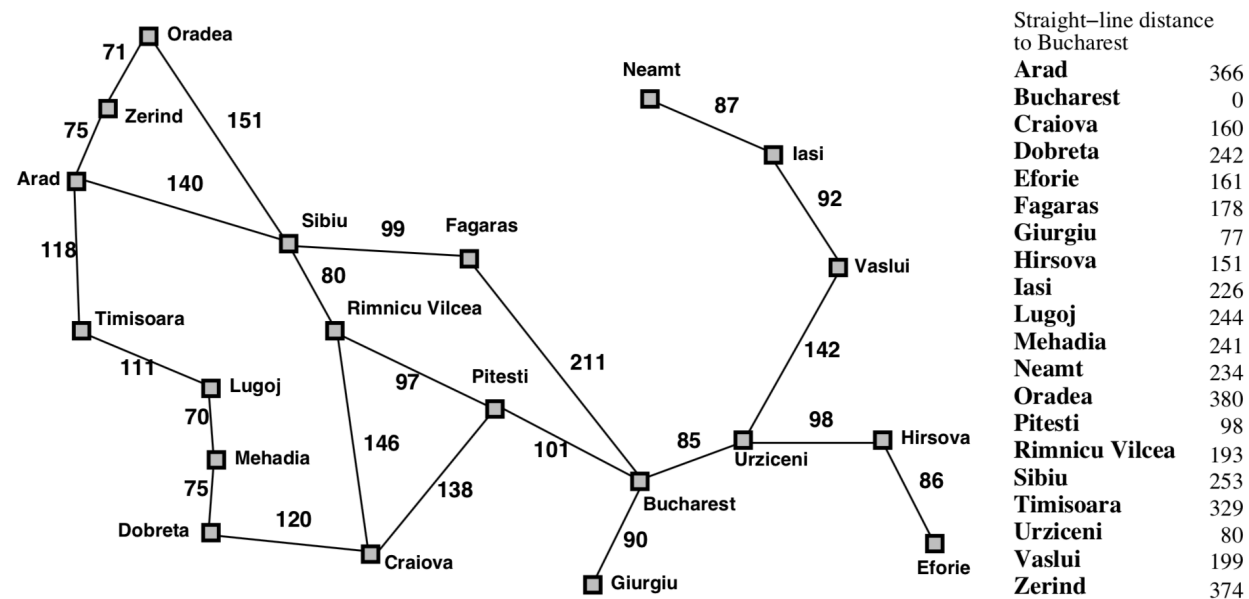 Oradea
71
Neamt
87
Zerind
151
75
Iasi
Arad
140
92
Sibiu
99
Fagaras
118
80
Vaslui
Rimnicu Vilcea
Timisoara
142
111
211
Pitesti
Lugoj
97
70
98
Hirsova
85
146
101
Urziceni
Mehadia
86
75
138
Bucharest
120
Dobreta
90
Craiova
Eforie
Giurgiu
Straight−line distance
to Bucharest
Arad 366
Bucharest 0
Craiova 160
Dobreta 242
Eforie 161
Fagaras 178
Giurgiu 77
Hirsova 151
Iasi 226
Lugoj 244
Mehadia 241
Neamt 234
Oradea 380
Pitesti 98
Rimnicu Vilcea 193
Sibiu 253
Timisoara 329
Urziceni 80
Vaslui 199
Zerind 374